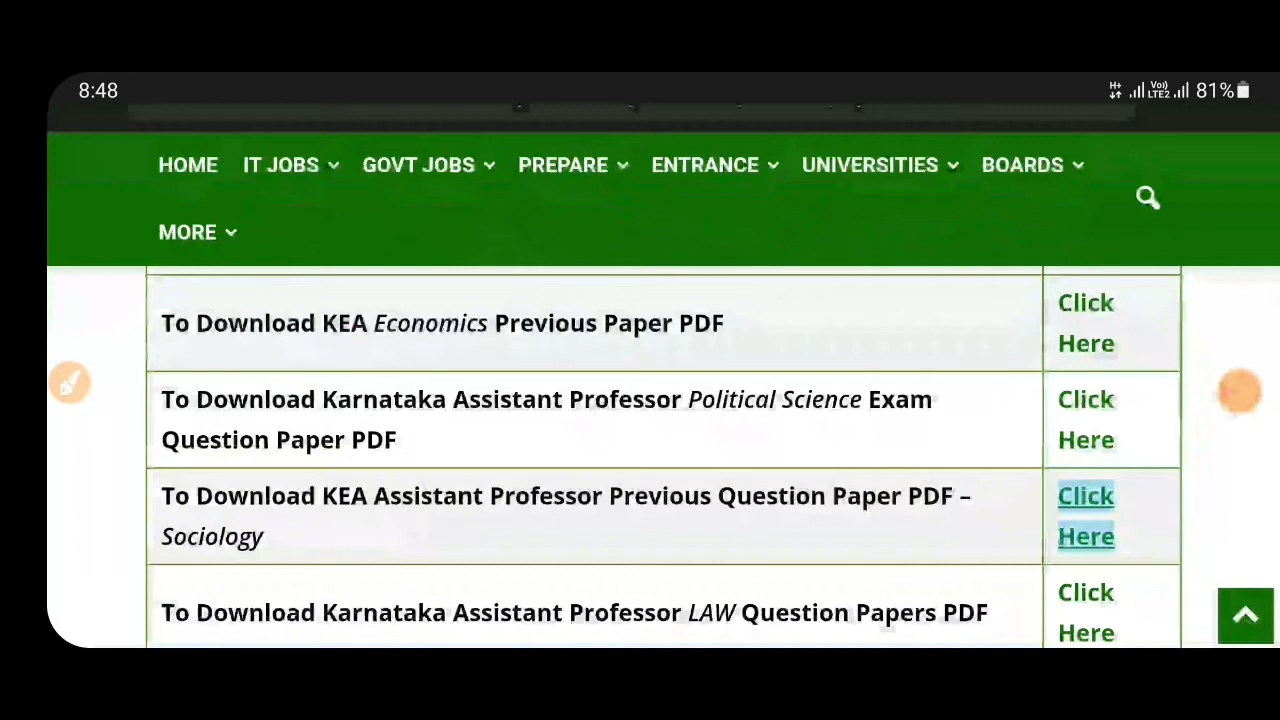 8:48
H+ Vo) LTE2 81%
HOME IT JOBS GOVT JOBS PREPARE ENTRANCE UNIVERSITIES BOARDS
MORE
To Download KEA Economics Previous Paper PDF
Click
Here
To Download Karnataka Assistant Professor Political Science Exam
Question Paper PDF
Click
Here
To Download KEA Assistant Professor Previous Question Paper PDF –
Sociology
Click
Here
To Download Karnataka Assistant Professor LAW Question Papers PDF
Click
Here